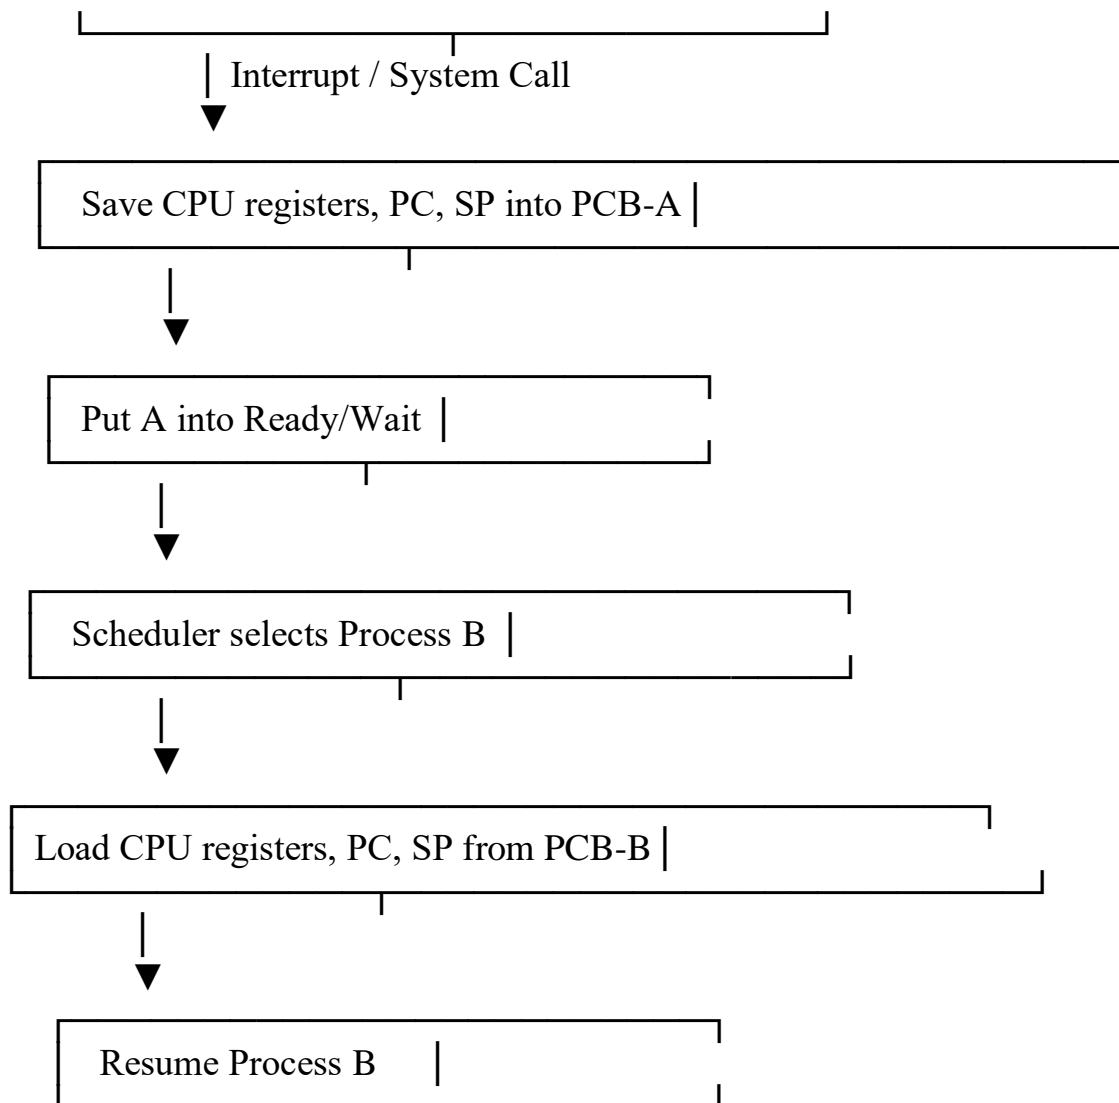 Interrupt / System Call
Save CPU registers, PC, SP into PCB-A
Put A into Ready/Wait
Scheduler selects Process B
Load CPU registers, PC, SP from PCB-B
Resume Process B